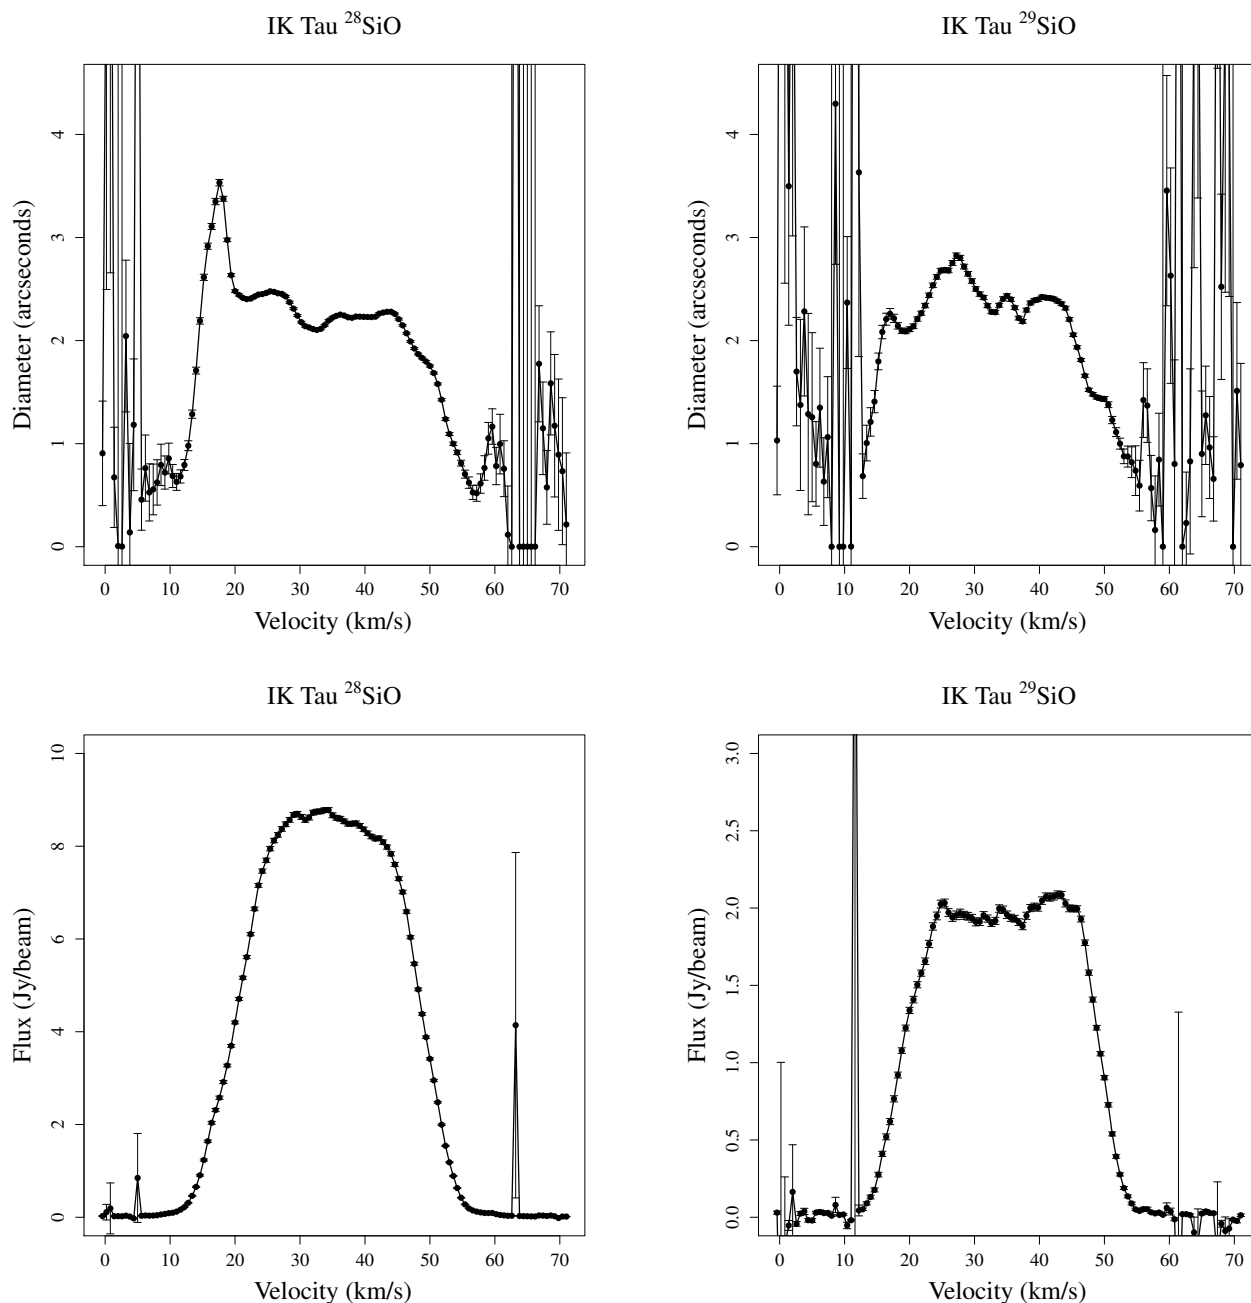 IK Tau ²⁸SiO
Diameter (arcseconds)
4
3
2
1
0
0 10 20 30 40 50 60 70
Velocity (km/s)
IK Tau ²⁹SiO
Diameter (arcseconds)
4
3
2
1
0
0 10 20 30 40 50 60 70
Velocity (km/s)
IK Tau ²⁸SiO
Flux (Jy/beam)
10
8
6
4
2
0
0 10 20 30 40 50 60 70
Velocity (km/s)
IK Tau ²⁹SiO
Flux (Jy/beam)
3.0
2.5
2.0
1.5
1.0
0.5
0.0
0 10 20 30 40 50 60 70
Velocity (km/s)